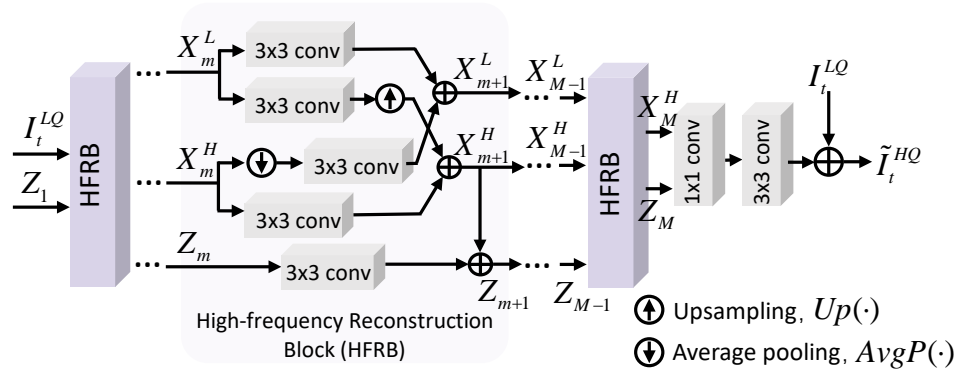 I_t^{LQ}
Z_1
HFRB
X_m^L
3x3 conv
3x3 conv
X_m^H
3x3 conv
3x3 conv
Z_m
3x3 conv
X_{m+1}^L
X_{m+1}^H
Z_{m+1}
High-frequency Reconstruction
Block (HFRB)
X_{M-1}^L
X_{M-1}^H
Z_{M-1}
HFRB
X_M^H
Z_M
1x1 conv
3x3 conv
I_t^{LQ}
Ĩ_t^{HQ}
Upsampling, Up(·)
Average pooling, AvgP(·)